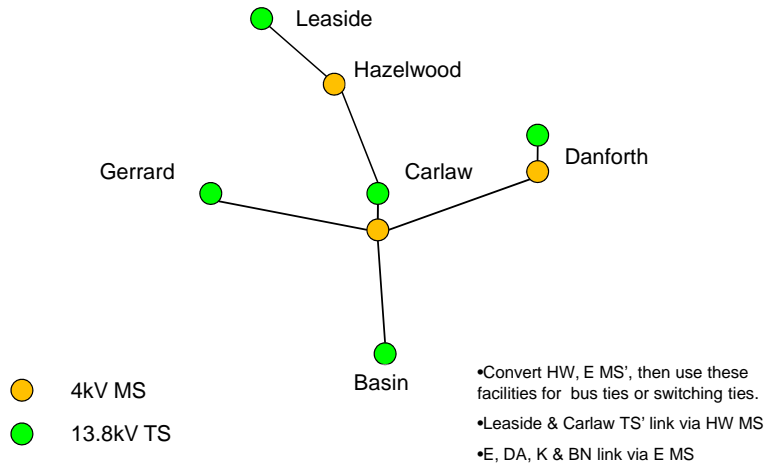 Leaside
Hazelwood
Danforth
Gerrard
Carlaw
Basin
4kV MS
13.8kV TS
•Convert HW, E MS’, then use these
facilities for bus ties or switching ties.
•Leaside & Carlaw TS’ link via HW MS
•E, DA, K & BN link via E MS